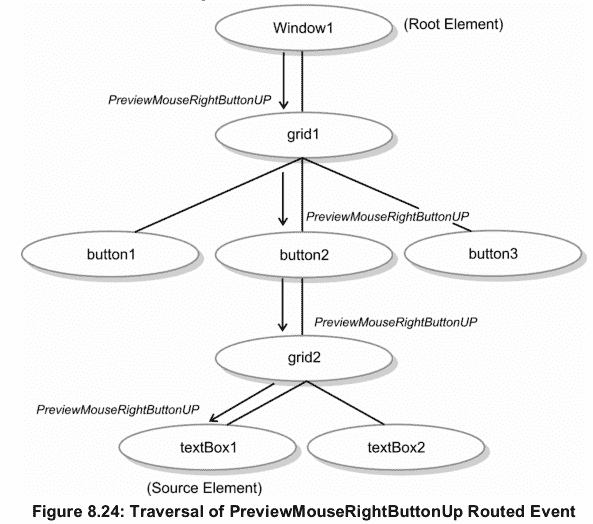 Window1
(Root Element)
PreviewMouseRightButtonUP
grid1
PreviewMouseRightButtonUP
button1
button2
button3
PreviewMouseRightButtonUP
grid2
PreviewMouseRightButtonUP
textBox1
textBox2
(Source Element)
Figure 8.24: Traversal of PreviewMouseRightButtonUp Routed Event